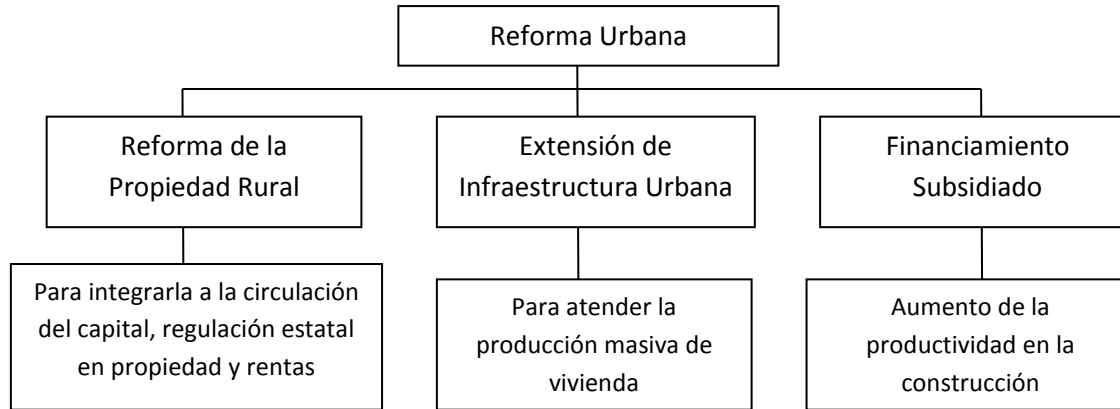 Reforma Urbana
Reforma de la
Propiedad Rural
Extensión de
Infraestructura Urbana
Financiamiento
Subsidiado
Para integrarla a la circulación
del capital, regulación estatal
en propiedad y rentas
Para atender la
producción masiva de
vivienda
Aumento de la
productividad en la
construcción